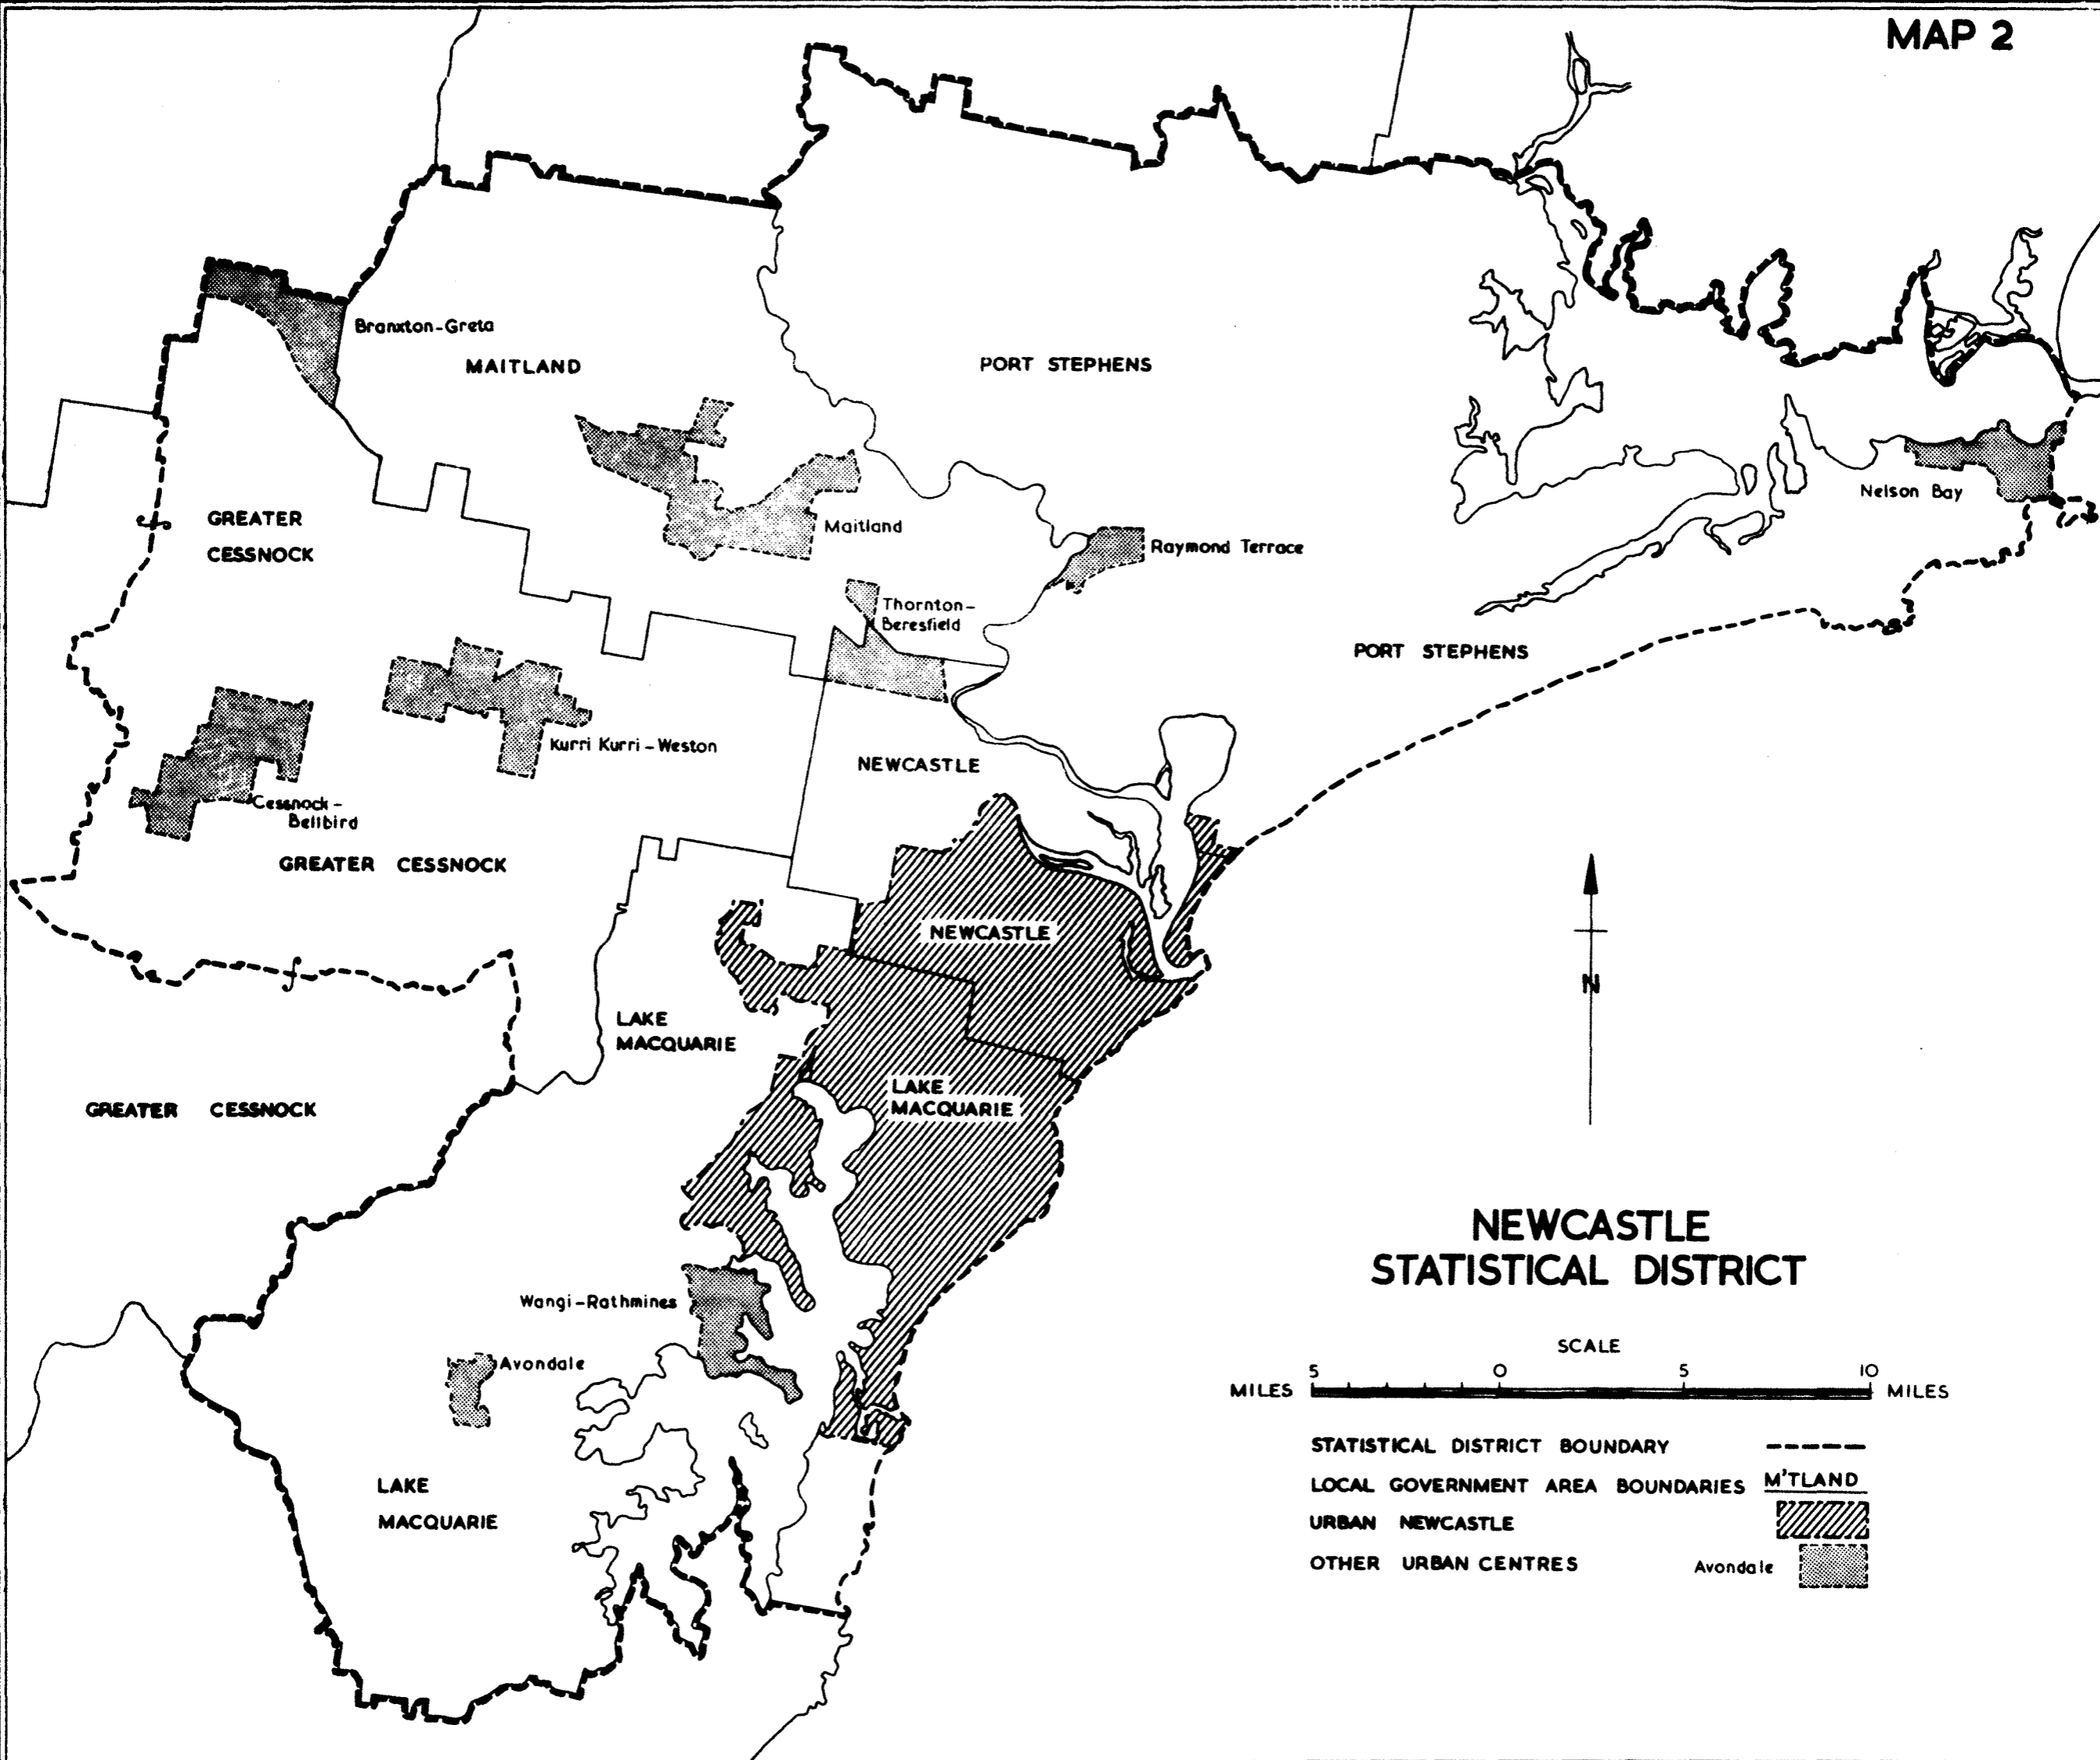 MAP 2
Branxton-Greta
MAITLAND
PORT STEPHENS
GREATER
CESSNOCK
Maitland
Nelson Bay
Raymond Terrace
Thornton-
Beresfield
PORT STEPHENS
Kurri Kurri-Weston
NEWCASTLE
Cessnock-
Bellbird
GREATER CESSNOCK
NEWCASTLE
N
LAKE
MACQUARIE
LAKE
MACQUARIE
GREATER CESSNOCK
NEWCASTLE
STATISTICAL DISTRICT
Wangi-Rathmines
Avondale
SCALE
5 0 5 10
MILES MILES
LAKE
MACQUARIE
STATISTICAL DISTRICT BOUNDARY
LOCAL GOVERNMENT AREA BOUNDARIES M'TLAND
URBAN NEWCASTLE
OTHER URBAN CENTRES Avondale